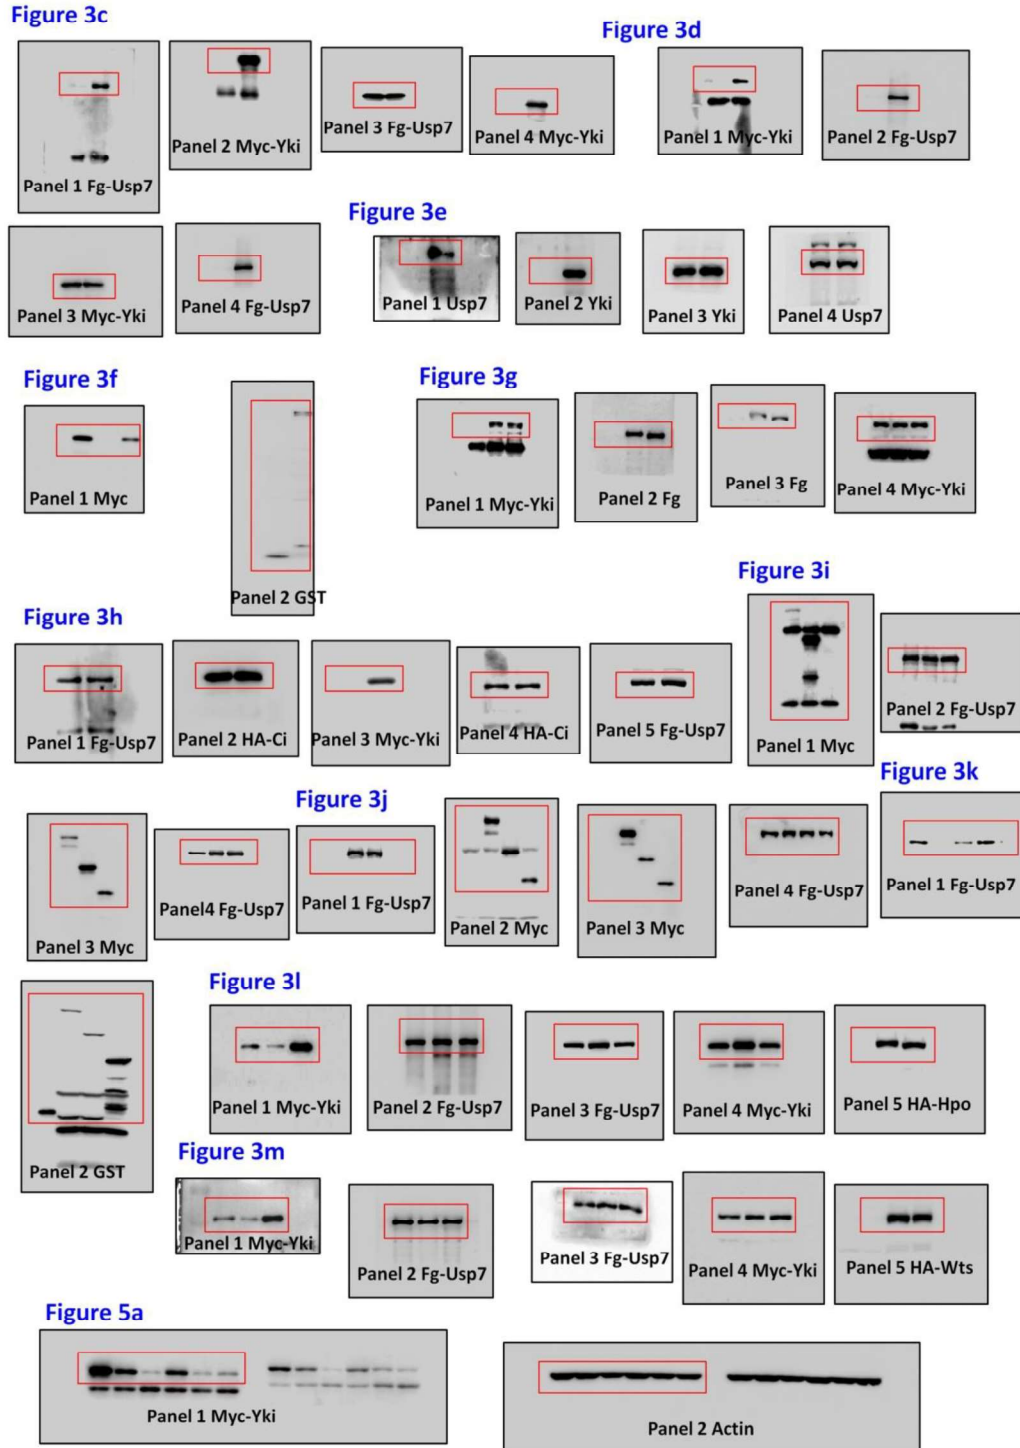 Figure 3c
Figure 3d
Panel 1 Fg-Usp7
Panel 2 Myc-Yki
Panel 3 Fg-Usp7
Panel 4 Myc-Yki
Panel 1 Myc-Yki
Panel 2 Fg-Usp7
Figure 3e
Panel 3 Myc-Yki
Panel 4 Fg-Usp7
Panel 1 Usp7
Panel 2 Yki
Panel 3 Yki
Panel 4 Usp7
Figure 3f
Figure 3g
Panel 1 Myc
Panel 2 GST
Panel 1 Myc-Yki
Panel 2 Fg
Panel 3 Fg
Panel 4 Myc-Yki
Figure 3h
Figure 3i
Panel 1 Fg-Usp7
Panel 2 HA-Ci
Panel 3 Myc-Yki
Panel 4 HA-Ci
Panel 5 Fg-Usp7
Panel 1 Myc
Panel 2 Fg-Usp7
Figure 3j
Figure 3k
Panel 3 Myc
Panel4 Fg-Usp7
Panel 1 Fg-Usp7
Panel 2 Myc
Panel 3 Myc
Panel 4 Fg-Usp7
Panel 1 Fg-Usp7
Figure 3l
Panel 2 GST
Panel 1 Myc-Yki
Panel 2 Fg-Usp7
Panel 3 Fg-Usp7
Panel 4 Myc-Yki
Panel 5 HA-Hpo
Figure 3m
Panel 1 Myc-Yki
Panel 2 Fg-Usp7
Panel 3 Fg-Usp7
Panel 4 Myc-Yki
Panel 5 HA-Wts
Figure 5a
Panel 1 Myc-Yki
Panel 2 Actin